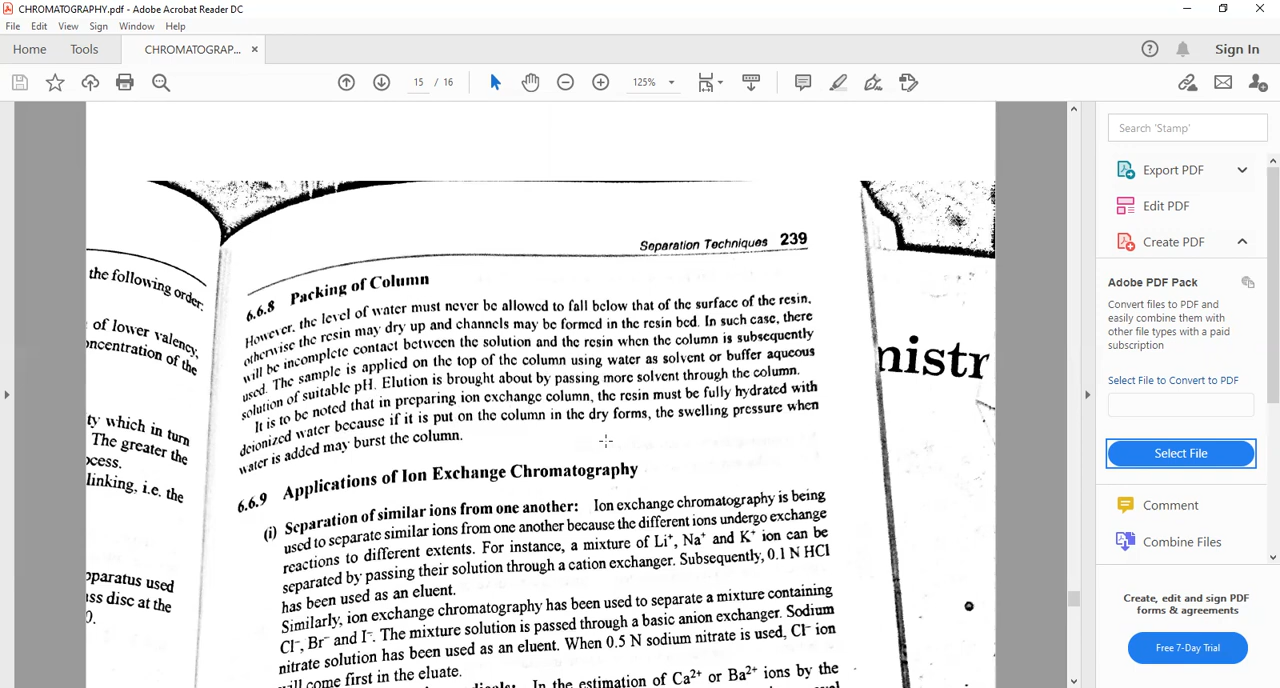 CHROMATOGRAPHY.pdf - Adobe Acrobat Reader DC
File Edit View Sign Window Help
Home Tools CHROMATOGRAP... × Sign In
15 / 16 125%
Search 'Stamp'
Export PDF
Edit PDF
Create PDF
Adobe PDF Pack
Convert files to PDF and
easily combine them with
other file types with a paid
subscription
Select File to Convert to PDF
Select File
Comment
Combine Files
Create, edit and sign PDF
forms & agreements
Free 7-Day Trial
the following order:
of lower valency,
oncentration of the
ty which in turn
The greater the
ocess.
linking, i.e. the
pparatus used
ass disc at the
0.
Separation Techniques 239
6.6.8 Packing of Column
However, the level of water must never be allowed to fall below that of the surface of the resin,
otherwise the resin may dry up and channels may be formed in the resin bed. In such case, there
will be incomplete contact between the solution and the resin when the column is subsequently
used. The sample is applied on the top of the column using water as solvent or buffer aqueous
solution of suitable pH. Elution is brought about by passing more solvent through the column.
It is to be noted that in preparing ion exchange column, the resin must be fully hydrated with
deionized water because if it is put on the column in the dry forms, the swelling pressure when
water is added may burst the column.
6.6.9 Applications of Ion Exchange Chromatography
(i) Separation of similar ions from one another: Ion exchange chromatography is being
used to separate similar ions from one another because the different ions undergo exchange
reactions to different extents. For instance, a mixture of Li⁺, Na⁺ and K⁺ ion can be
separated by passing their solution through a cation exchanger. Subsequently, 0.1 N HCl
has been used as an eluent.
Similarly, ion exchange chromatography has been used to separate a mixture containing
Cl⁻, Br⁻ and I⁻. The mixture solution is passed through a basic anion exchanger. Sodium
nitrate solution has been used as an eluent. When 0.5 N sodium nitrate is used, Cl⁻ ion
will come first in the eluate.
In the estimation of Ca²⁺ or Ba²⁺ ions by the
mistr